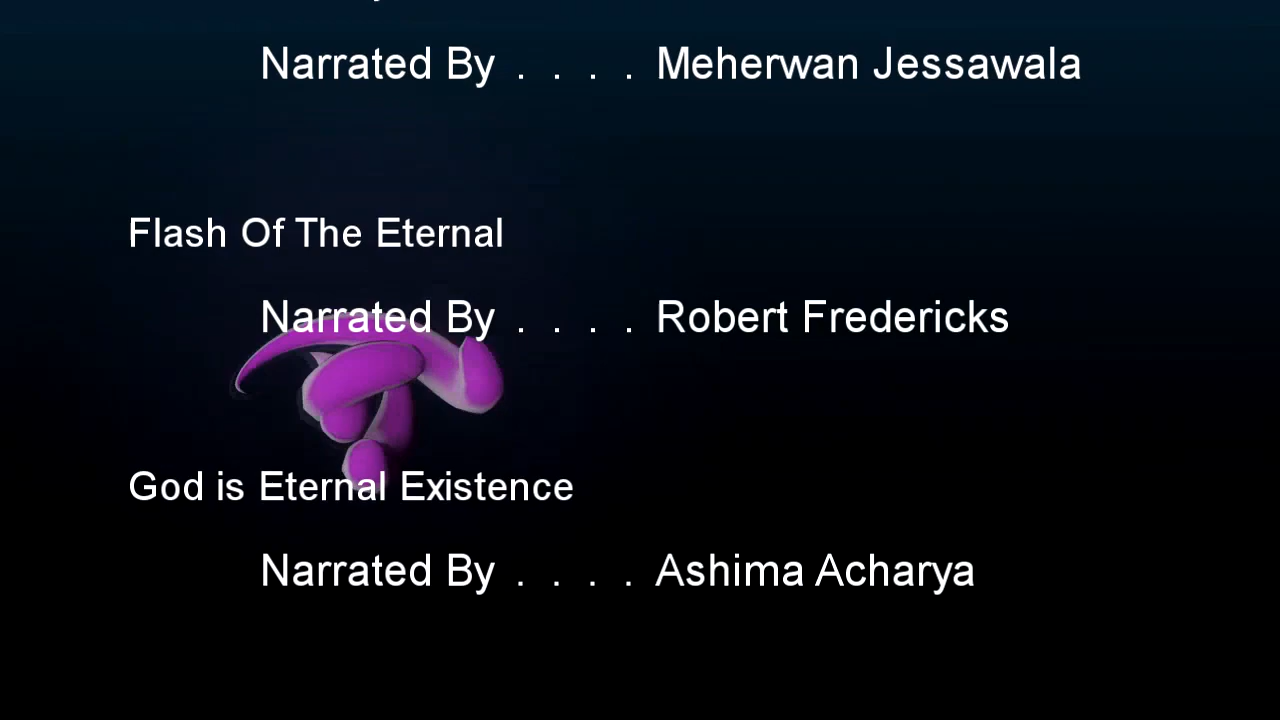 Narrated By . . . . Meherwan Jessawala
Flash Of The Eternal
Narrated By . . . . Robert Fredericks
God is Eternal Existence
Narrated By . . . . Ashima Acharya